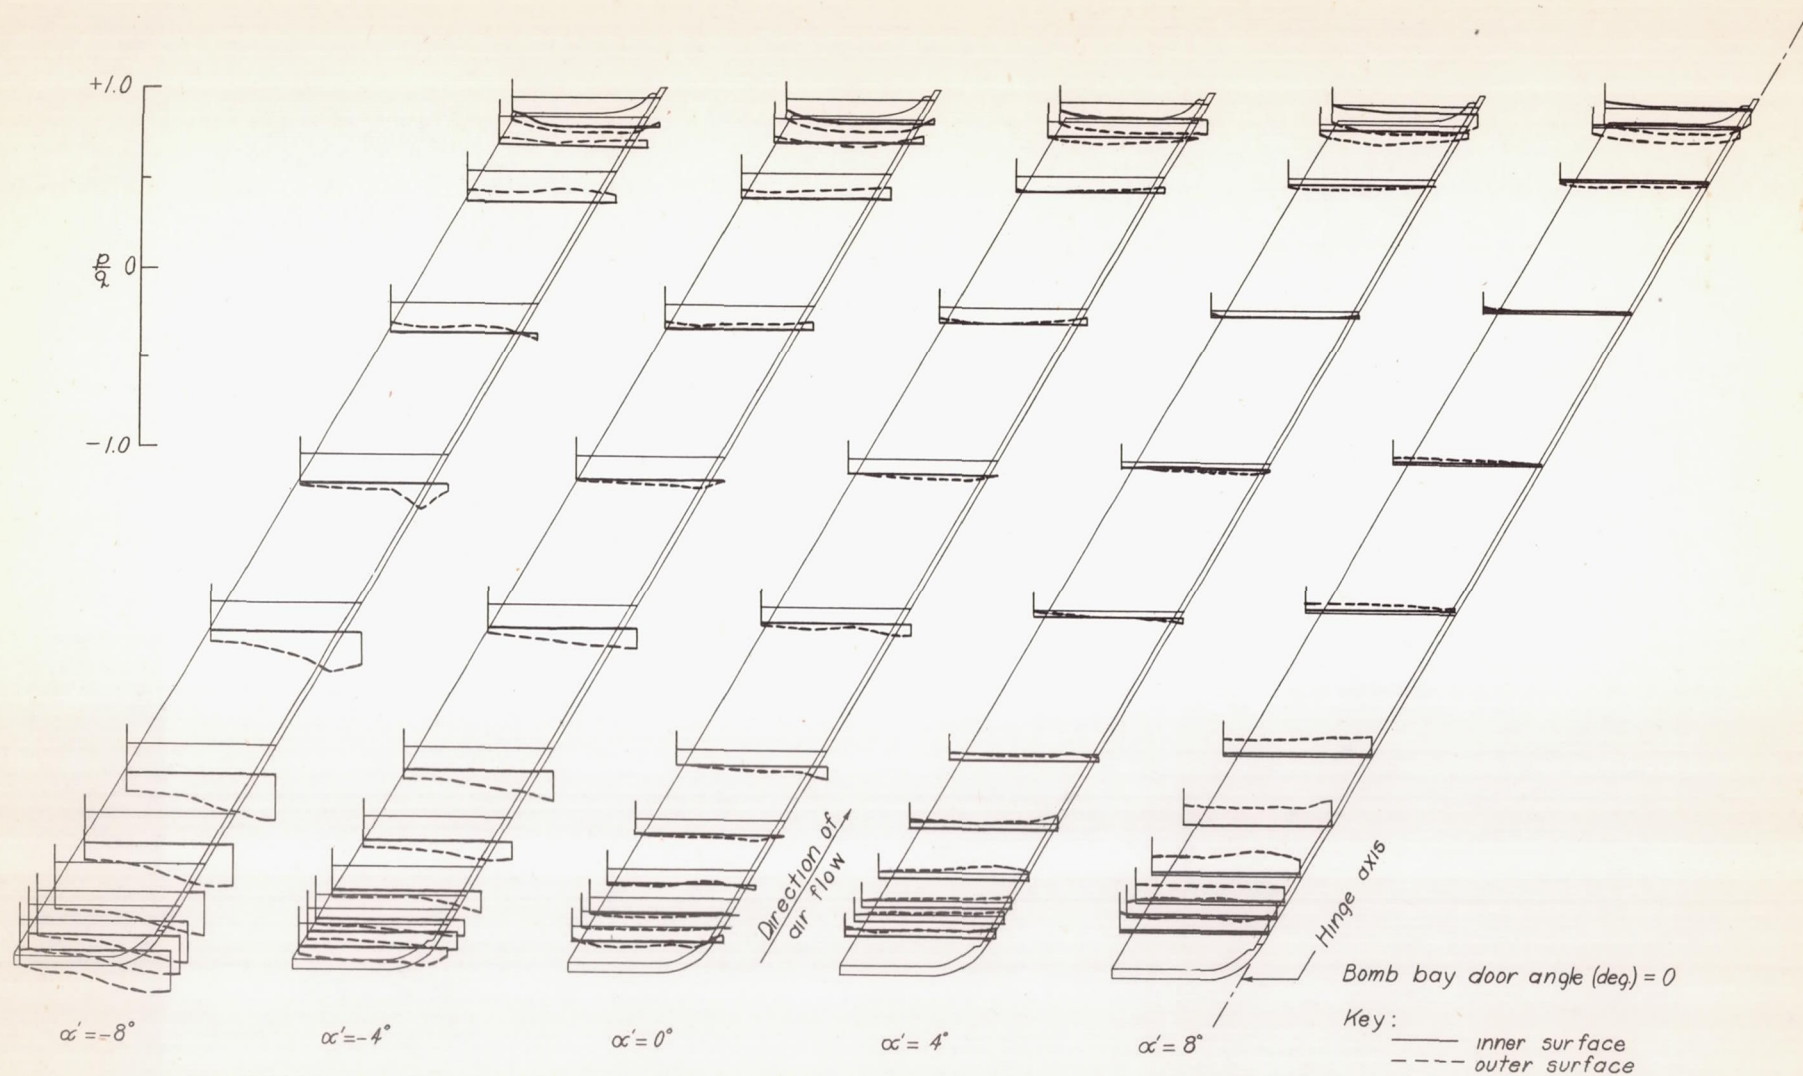 +1.0
p/q 0
-1.0
Direction of
air flow
Hinge axis
Bomb bay door angle (deg.) = 0
α'=-8°
α'=-4°
α'=0°
α'= 4°
α'= 8°
Key:
inner surface
outer surface